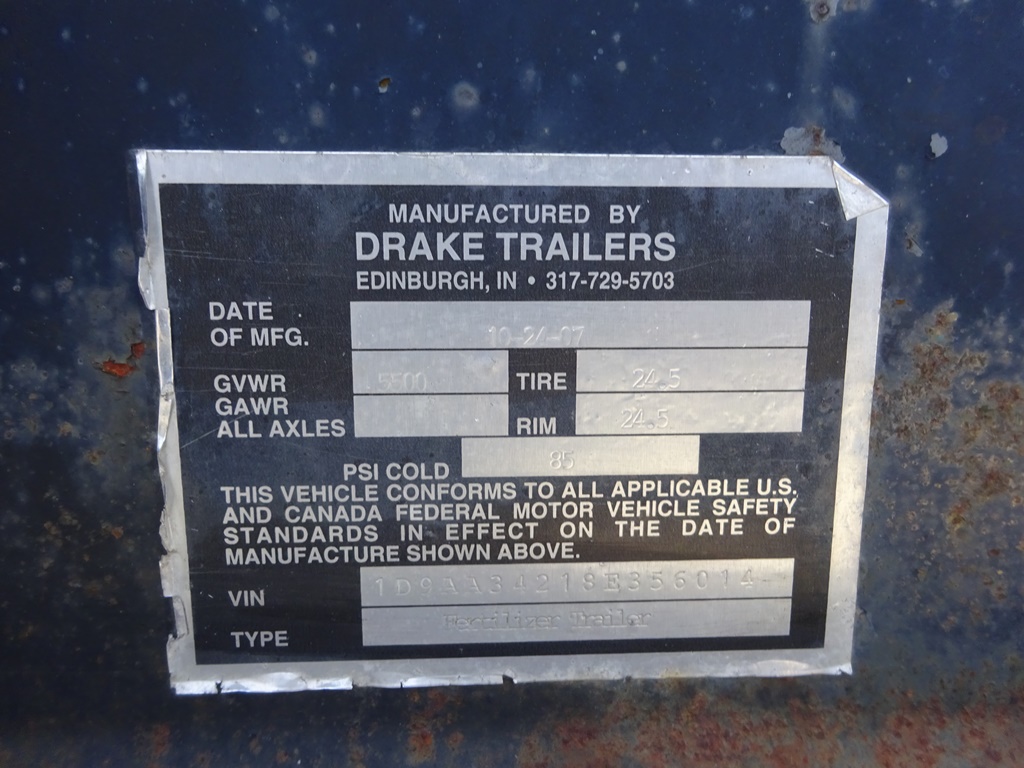 MANUFACTURED BY
DRAKE TRAILERS
EDINBURGH, IN • 317-729-5703
DATE OF MFG. 10-24-07
GVWR 5500 TIRE 24.5
GAWR ALL AXLES RIM 24.5
PSI COLD 85
THIS VEHICLE CONFORMS TO ALL APPLICABLE U.S.
AND CANADA FEDERAL MOTOR VEHICLE SAFETY
STANDARDS IN EFFECT ON THE DATE OF
MANUFACTURE SHOWN ABOVE.
VIN 1D9AA34218E356014
TYPE Fertilizer Trailer